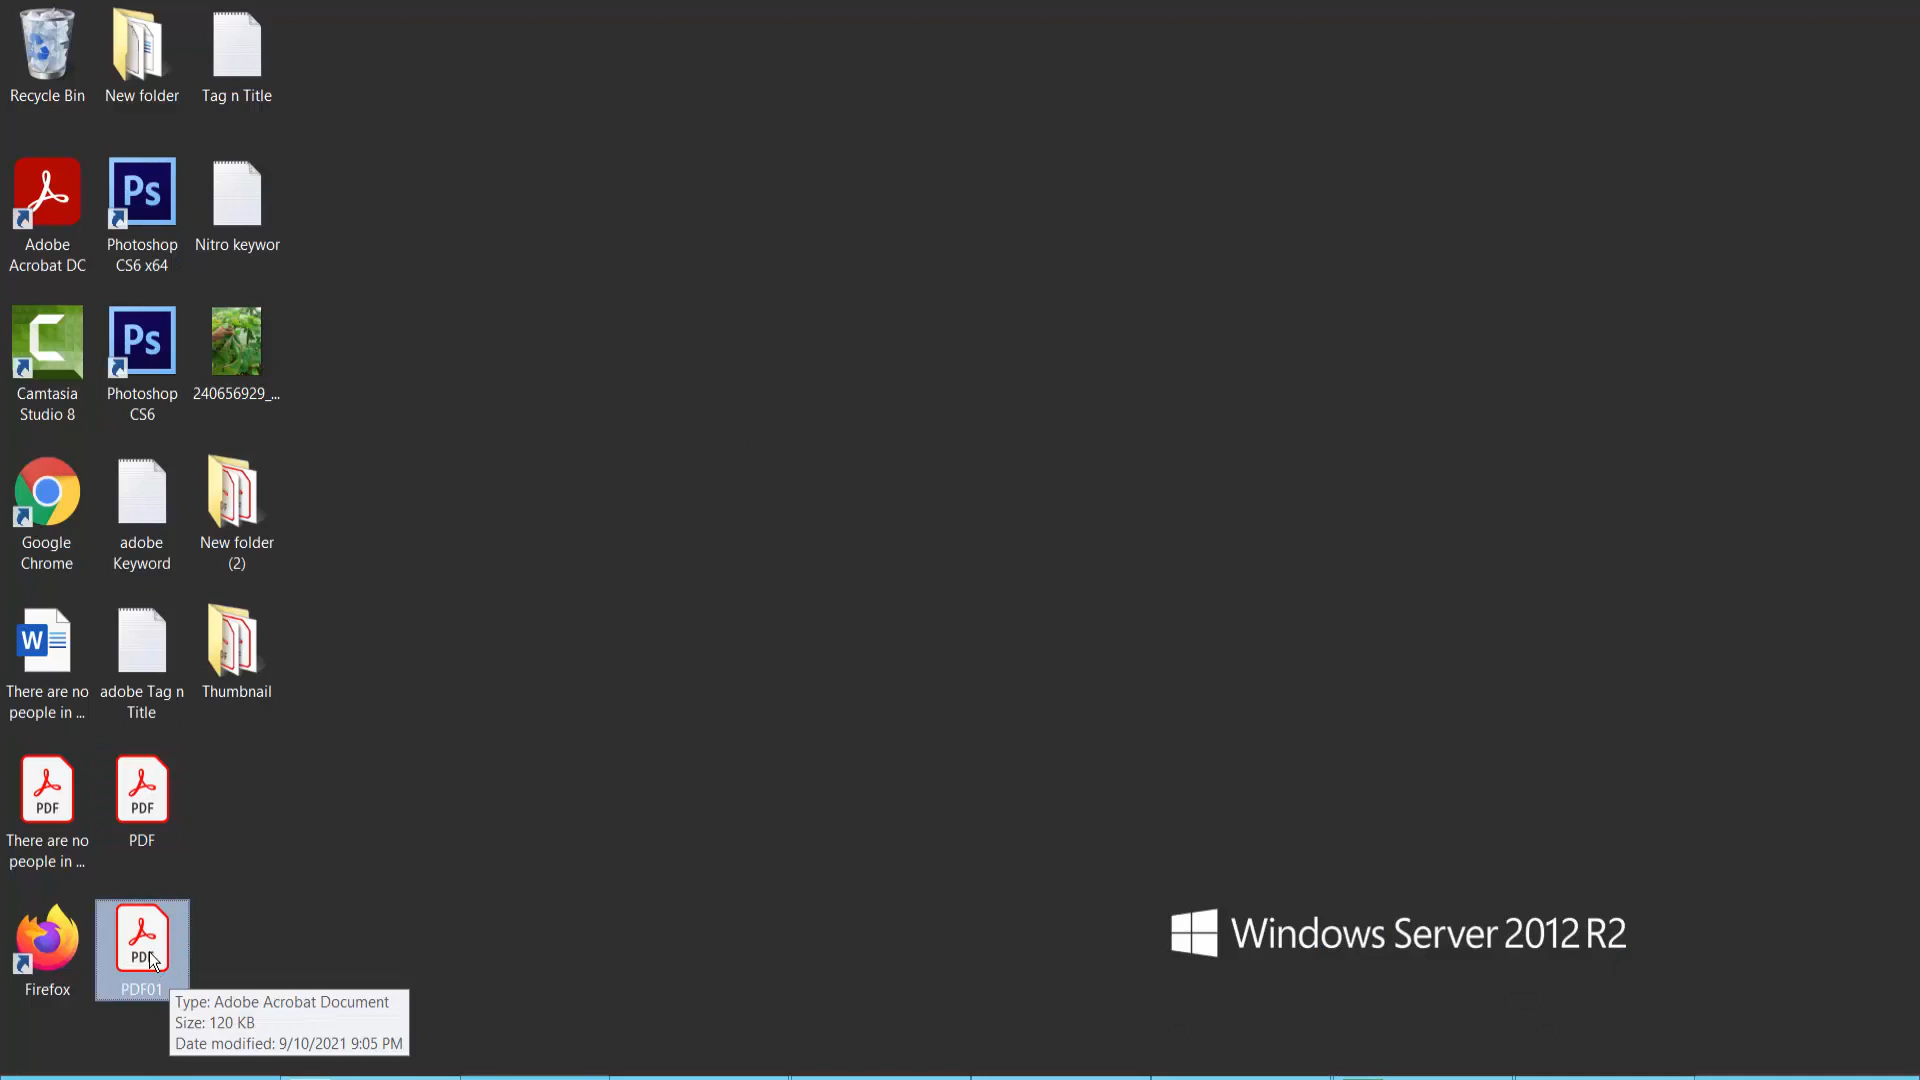 Recycle Bin
New folder
Tag n Title
Adobe
Acrobat DC
Ps
Photoshop
CS6 x64
Nitro keywor
Camtasia
Studio 8
Ps
Photoshop
CS6
240656929_...
Google
Chrome
adobe
Keyword
New folder
(2)
W
There are no
people in ...
adobe Tag n
Title
Thumbnail
PDF
There are no
people in ...
PDF
PDF
Firefox
PDF
PDF01
Type: Adobe Acrobat Document
Size: 120 KB
Date modified: 9/10/2021 9:05 PM
Windows Server 2012 R2